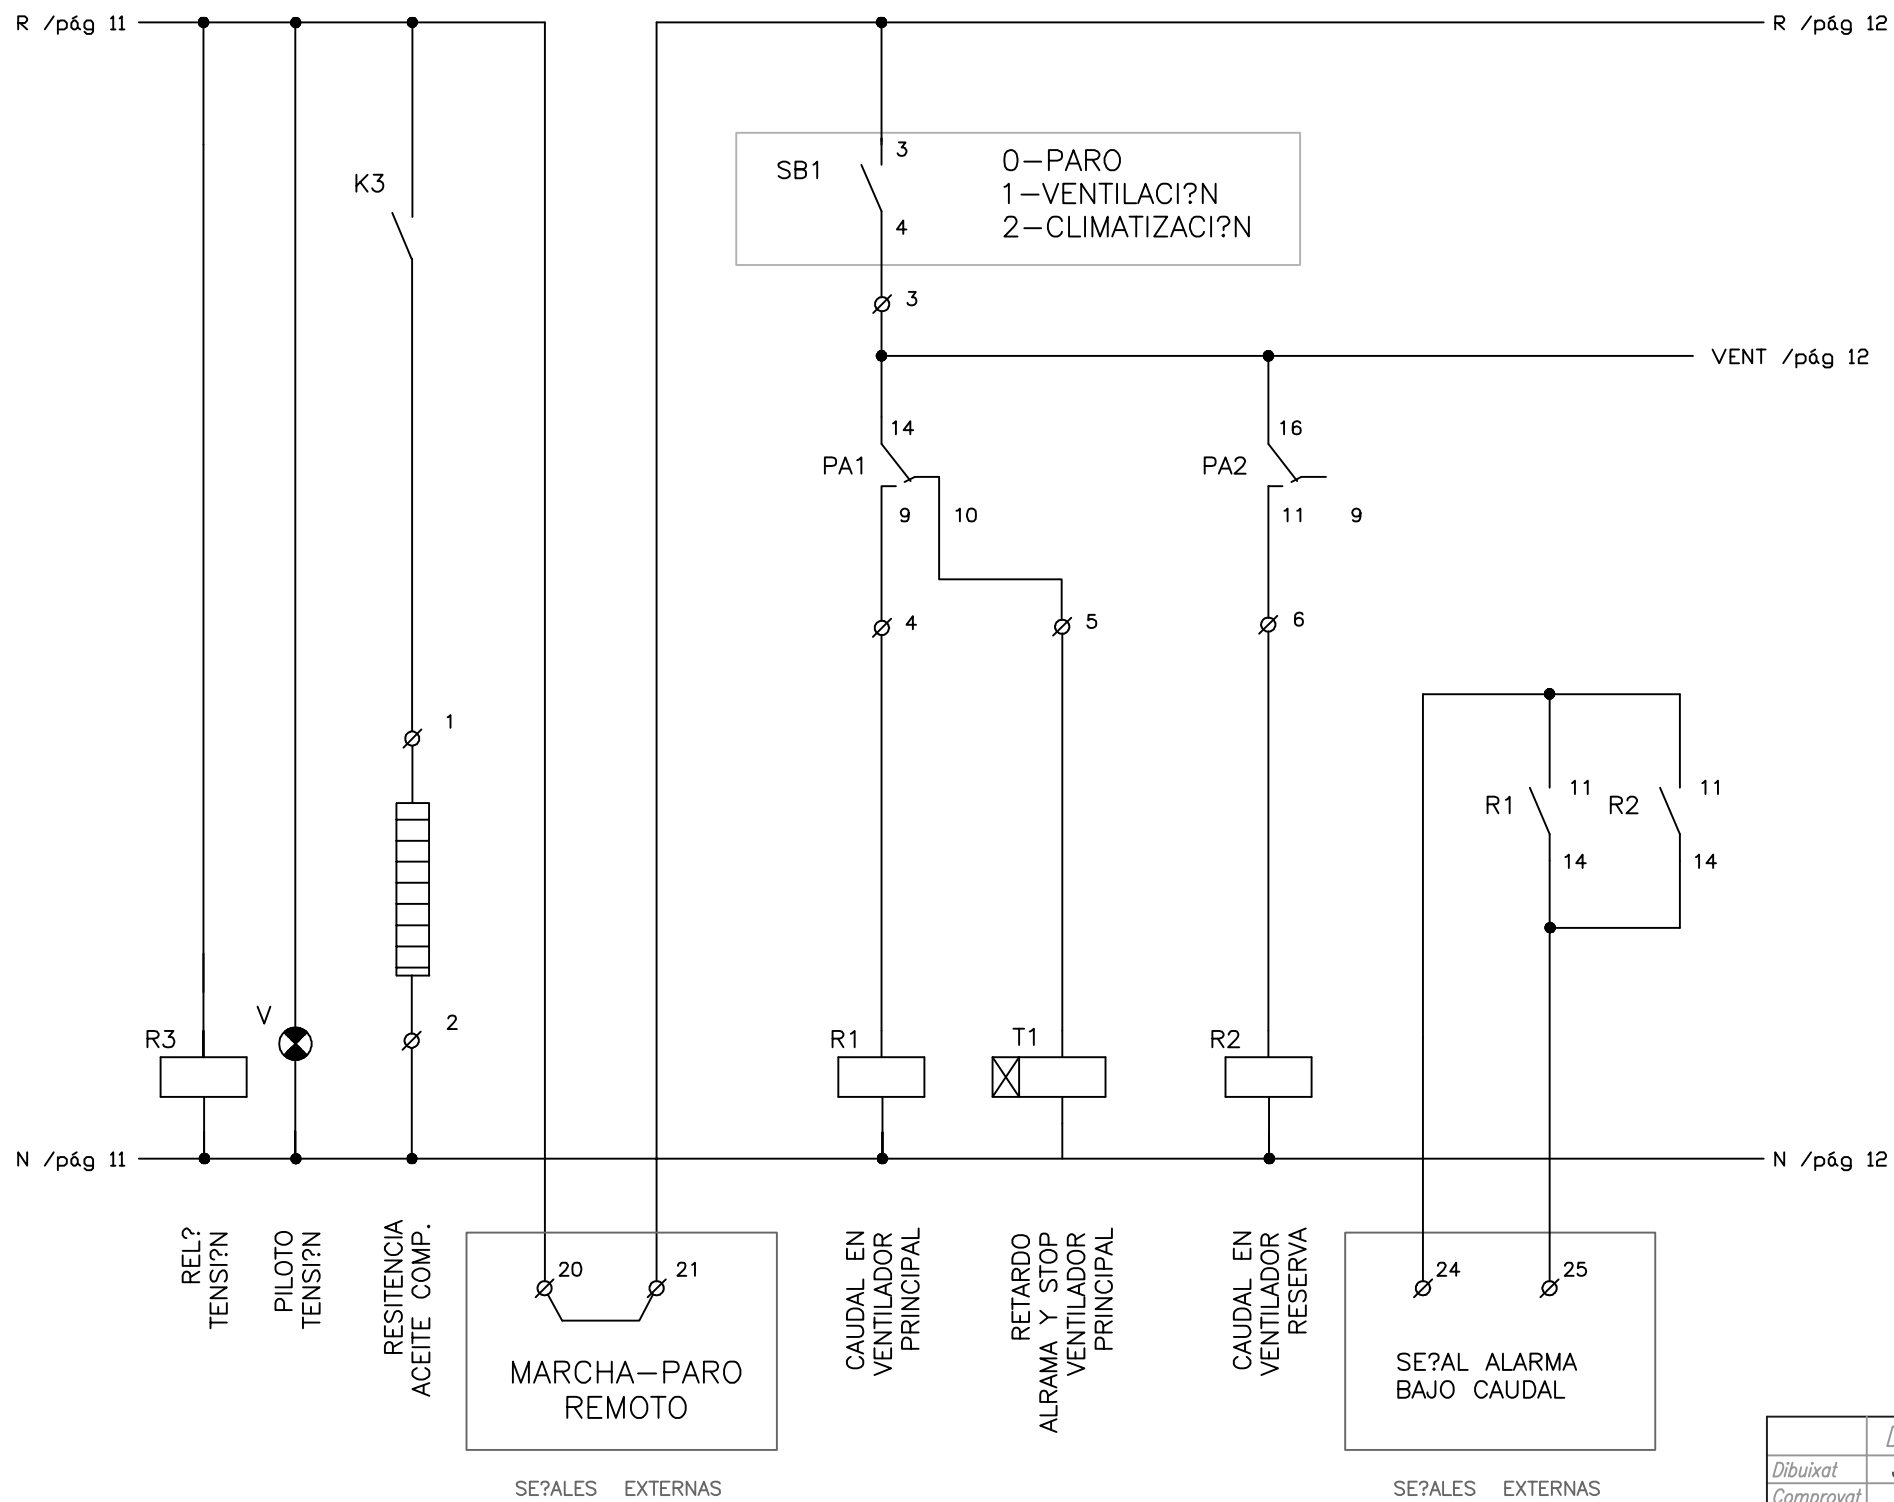 R /pág 11
R /pág 12
K3
SB1
3
4
0-PARO
1-VENTILACI?N
2-CLIMATIZACI?N
3
VENT /pág 12
14
PA1
9
10
16
PA2
11
9
4
5
6
1
2
R1
11
14
R2
11
14
R3
V
R1
T1
R2
N /pág 11
N /pág 12
REL?
TENSI?N
PILOTO
TENSI?N
RESITENCIA
ACEITE COMP.
20
21
MARCHA-PARO
REMOTO
CAUDAL EN
VENTILADOR
PRINCIPAL
RETARDO
ALRAMA Y STOP
VENTILADOR
PRINCIPAL
CAUDAL EN
VENTILADOR
RESERVA
24
25
SE?AL ALARMA
BAJO CAUDAL
SE?ALES EXTERNAS
SE?ALES EXTERNAS
Dibuixat
Comprovat